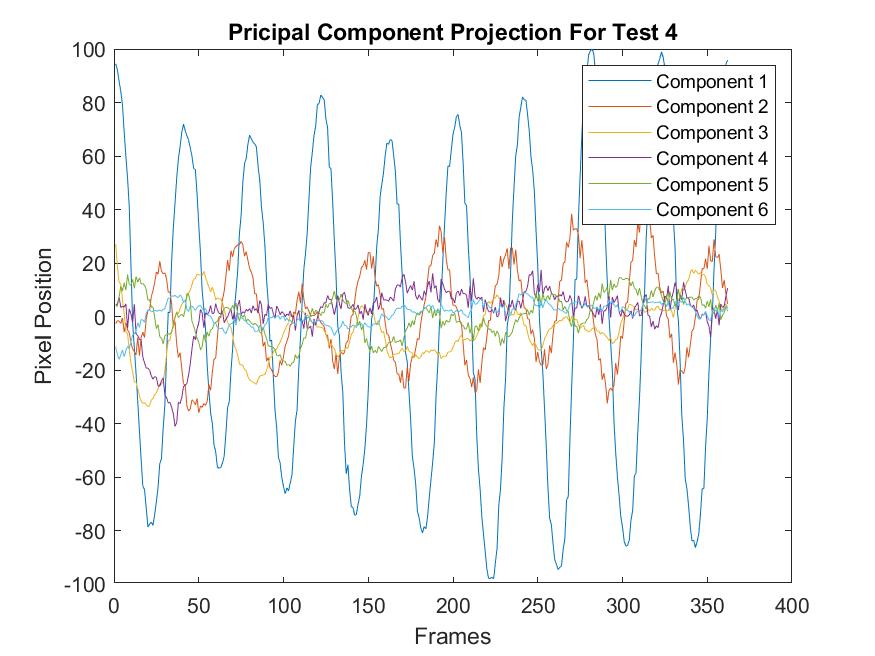 Pricipal Component Projection For Test 4
100
80
60
40
20
0
-20
-40
-60
-80
-100
Pixel Position
Component 1
Component 2
Component 3
Component 4
Component 5
Component 6
0 50 100 150 200 250 300 350 400
Frames